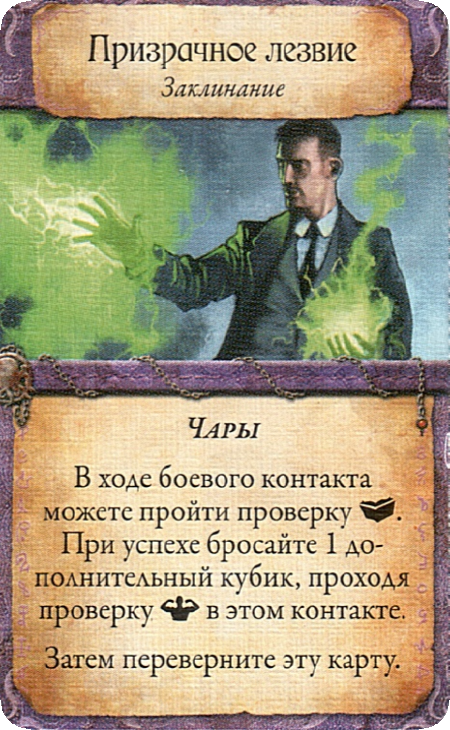 Призрачное лезвие
Заклинание
Чары
В ходе боевого контакта
можете пройти проверку .
При успехе бросайте 1 до-
полнительный кубик, проходя
проверку в этом контакте.
Затем переверните эту карту.